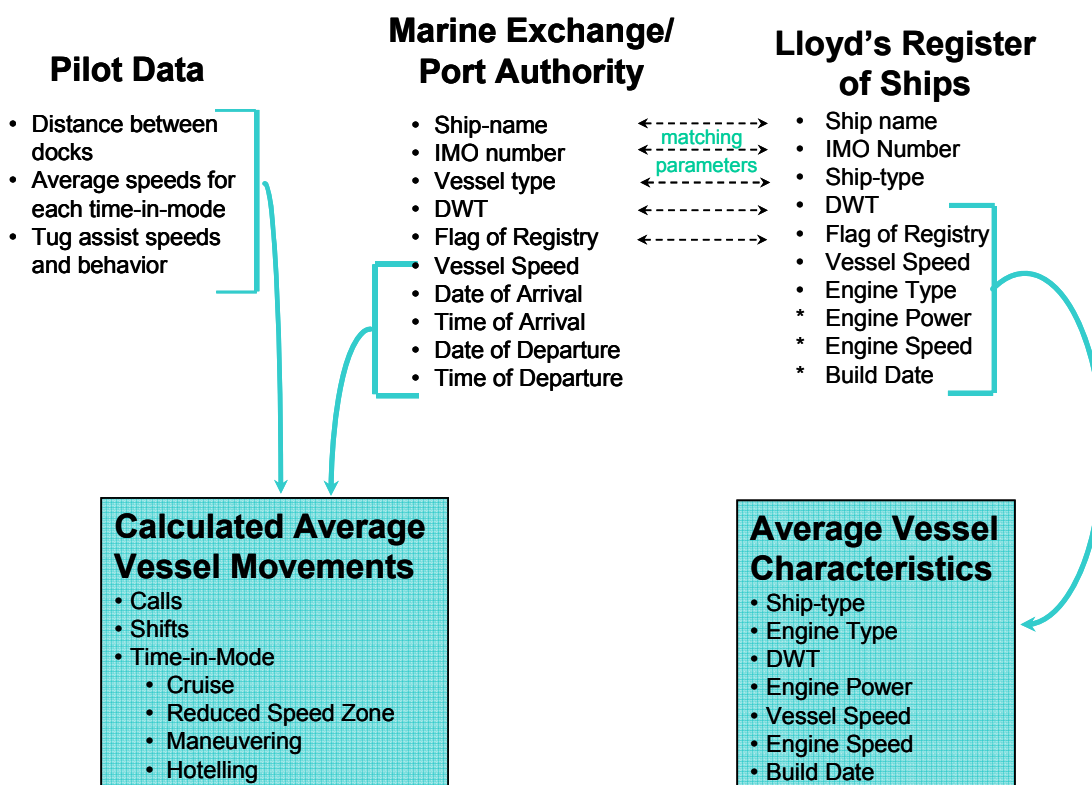 Pilot Data
• Distance between
docks
• Average speeds for
each time-in-mode
• Tug assist speeds
and behavior
Marine Exchange/
Port Authority
• Ship-name
• IMO number
• Vessel type
• DWT
• Flag of Registry
• Vessel Speed
• Date of Arrival
• Time of Arrival
• Date of Departure
• Time of Departure
matching
parameters
Lloyd's Register
of Ships
• Ship name
• IMO Number
• Ship-type
• DWT
• Flag of Registry
• Vessel Speed
• Engine Type
* Engine Power
* Engine Speed
* Build Date
Calculated Average
Vessel Movements
• Calls
• Shifts
• Time-in-Mode
• Cruise
• Reduced Speed Zone
• Maneuvering
• Hotelling
Average Vessel
Characteristics
• Ship-type
• Engine Type
• DWT
• Engine Power
• Vessel Speed
• Engine Speed
• Build Date